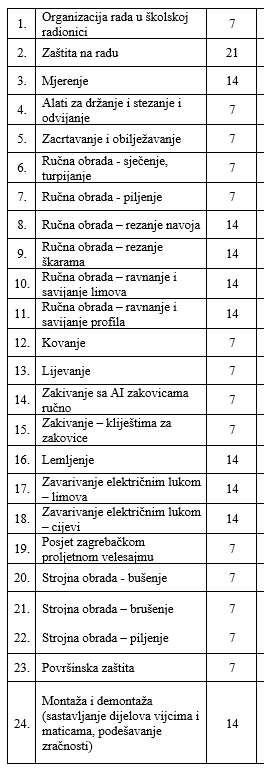 1. Organizacija rada u školskoj 7
radionici
2. Zaštita na radu 21
3. Mjerenje 14
4. Alati za držanje i stezanje i 7
odvijanje
5. Zacrtavanje i obilježavanje 7
6. Ručna obrada - sječenje, 7
turpijanje
7. Ručna obrada - piljenje 7
8. Ručna obrada – rezanje navoja 14
9. Ručna obrada – rezanje 14
škarama
10. Ručna obrada – ravnanje i 14
savijanje limova
11. Ručna obrada – ravnanje i 14
savijanje profila
12. Kovanje 7
13. Lijevanje 7
14. Zakivanje sa AI zakovicama 7
ručno
15. Zakivanje – kliještima za 7
zakovice
16. Lemljenje 14
17. Zavarivanje električnim lukom 14
– limova
18. Zavarivanje električnim lukom 14
– cijevi
19. Posjet zagrebačkom 7
proljetnom velesajmu
20. Strojna obrada - bušenje 7
21. Strojna obrada – brušenje 7
22. Strojna obrada – piljenje 7
23. Površinska zaštita 7
24. Montaža i demontaža 14
(sastavljanje dijelova vijcima i
maticama, podešavanje
zračnosti)